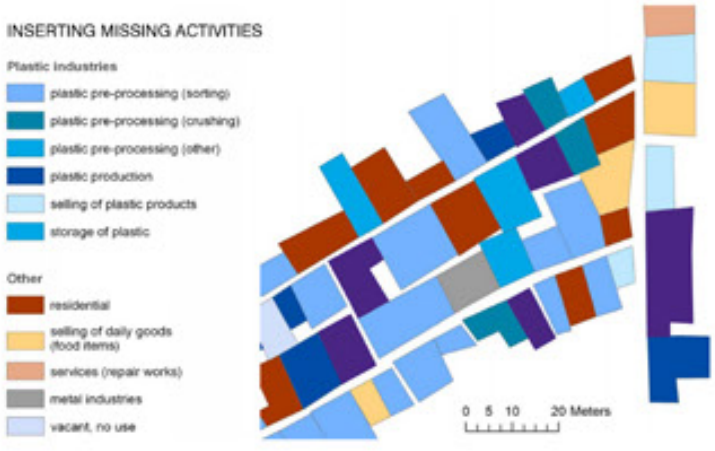 INSERTING MISSING ACTIVITIES
Plastic industries
plastic pre-processing (sorting)
plastic pre-processing (crushing)
plastic pre-processing (other)
plastic production
selling of plastic products
storage of plastic
Other
residential
selling of daily goods
(food items)
services (repair works)
metal industries
vacant, no use
0 5 10 20 Meters